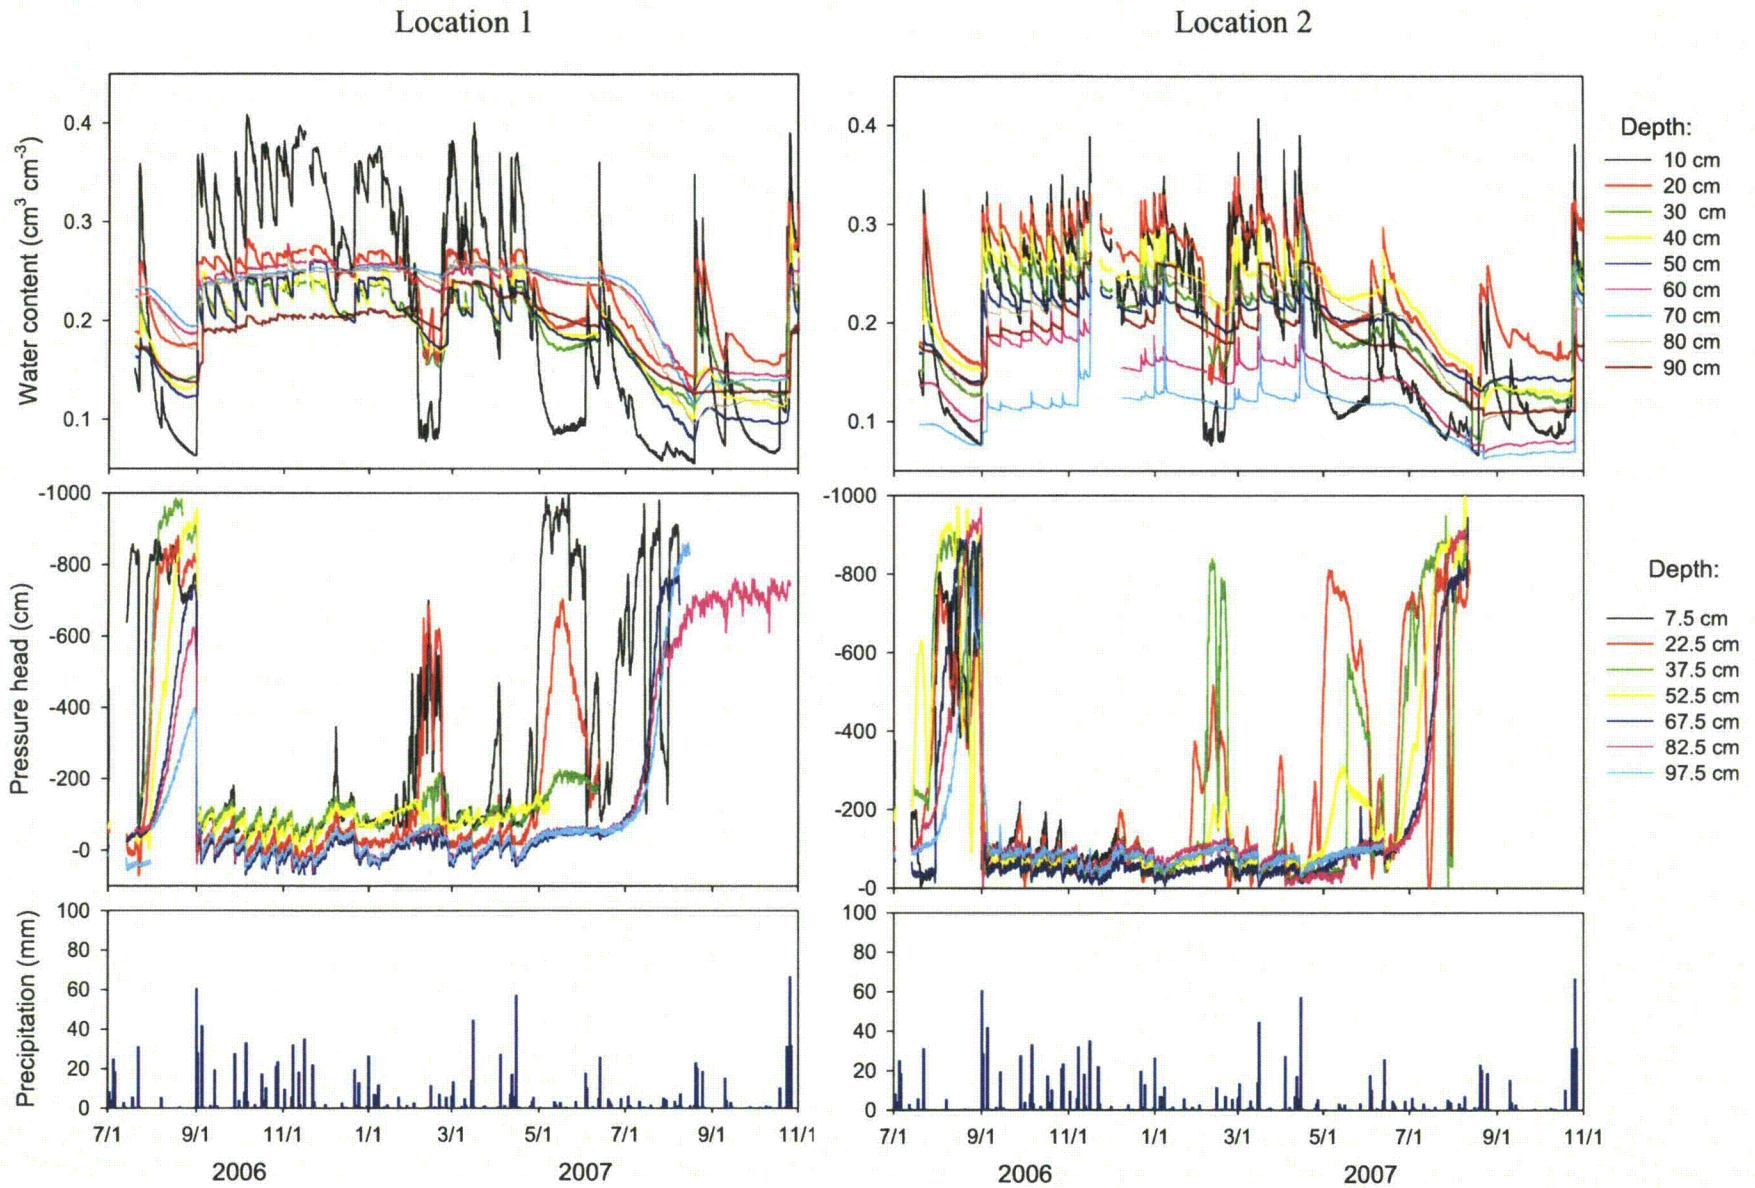 Location 1
Location 2
Water content (cm³ cm⁻³)
0.4
0.3
0.2
0.1
0.4
0.3
0.2
0.1
Depth:
10 cm
20 cm
30 cm
40 cm
50 cm
60 cm
70 cm
80 cm
90 cm
Pressure head (cm)
-1000
-800
-600
-400
-200
-0
-1000
-800
-600
-400
-200
-0
Depth:
7.5 cm
22.5 cm
37.5 cm
52.5 cm
67.5 cm
82.5 cm
97.5 cm
Precipitation (mm)
100
80
60
40
20
0
100
80
60
40
20
0
7/1 9/1 11/1 1/1 3/1 5/1 7/1 9/1 11/1
7/1 9/1 11/1 1/1 3/1 5/1 7/1 9/1 11/1
2006 2007
2006 2007